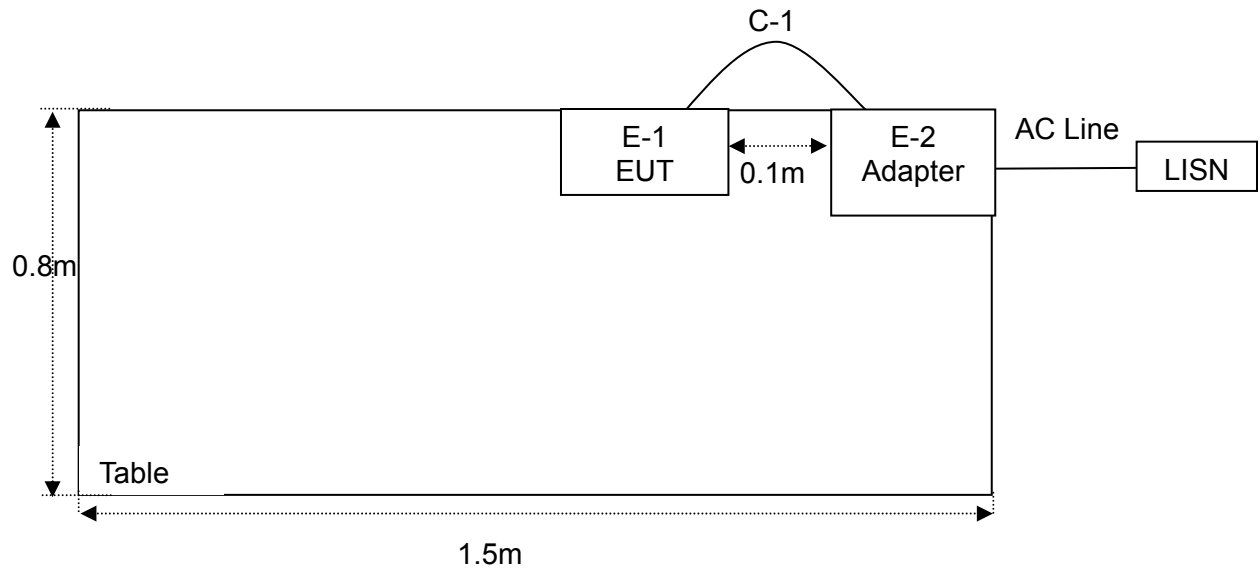 C-1
E-1
EUT
0.1m
E-2
Adapter
AC Line
LISN
0.8m
Table
1.5m